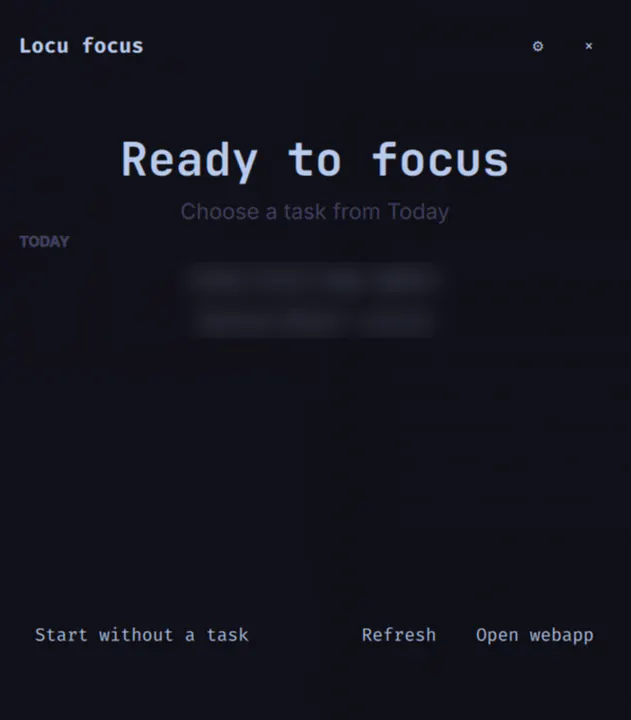 Locu focus ⚙ ×
Ready to focus
Choose a task from Today
TODAY
Start without a task Refresh Open webapp